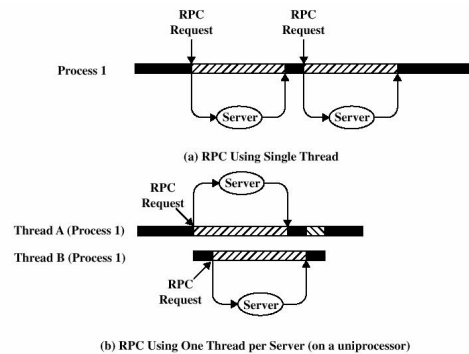 RPC RPC
Request Request
Process 1
Server Server
(a) RPC Using Single Thread
RPC
Request
Server
Thread A (Process 1)
Thread B (Process 1)
RPC
Request
Server
(b) RPC Using One Thread per Server (on a uniprocessor)